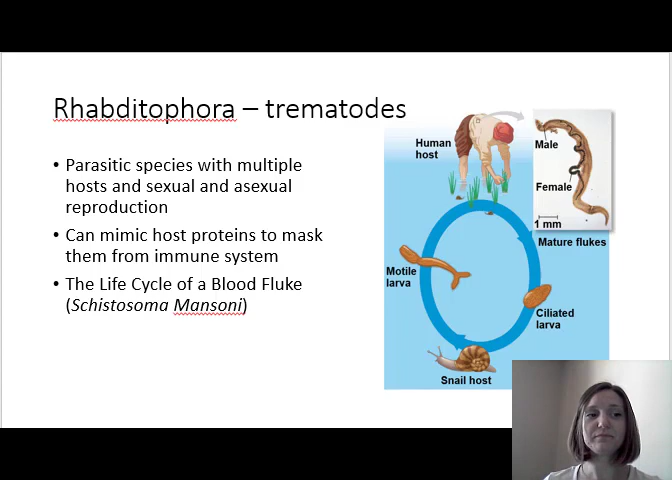 Rhabditophora – trematodes
• Parasitic species with multiple
hosts and sexual and asexual
reproduction
• Can mimic host proteins to mask
them from immune system
• The Life Cycle of a Blood Fluke
(Schistosoma Mansoni)
Human
host
Male
Female
1 mm
Mature flukes
Motile
larva
Ciliated
larva
Snail host